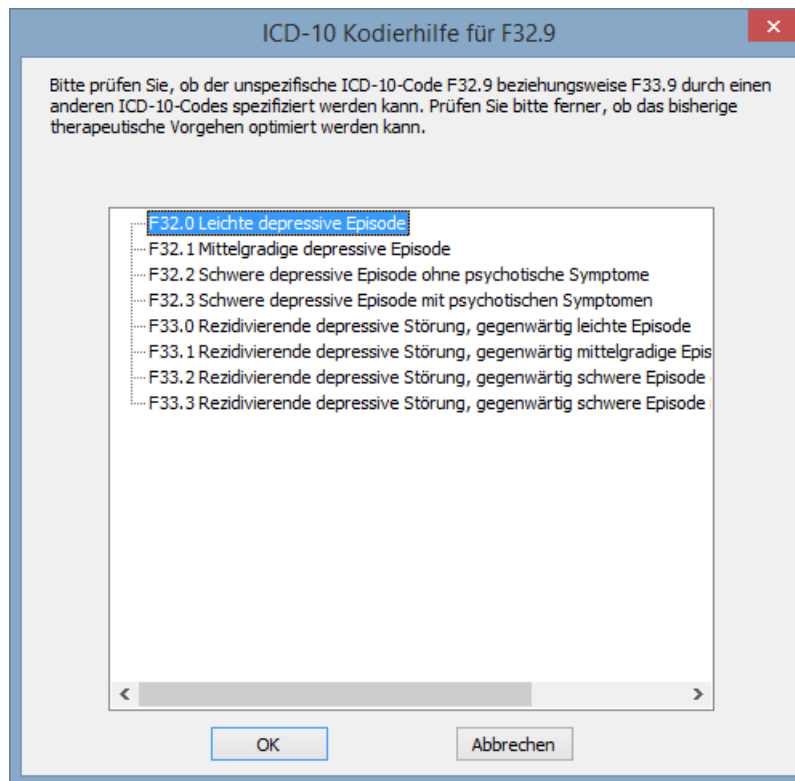 ICD-10 Kodierhilfe für F32.9
Bitte prüfen Sie, ob der unspezifische ICD-10-Code F32.9 beziehungsweise F33.9 durch einen
anderen ICD-10-Codes spezifiziert werden kann. Prüfen Sie bitte ferner, ob das bisherige
therapeutische Vorgehen optimiert werden kann.
F32.0 Leichte depressive Episode
F32.1 Mittelgradige depressive Episode
F32.2 Schwere depressive Episode ohne psychotische Symptome
F32.3 Schwere depressive Episode mit psychotischen Symptomen
F33.0 Rezidivierende depressive Störung, gegenwärtig leichte Episode
F33.1 Rezidivierende depressive Störung, gegenwärtig mittelgradige Epis
F33.2 Rezidivierende depressive Störung, gegenwärtig schwere Episode
F33.3 Rezidivierende depressive Störung, gegenwärtig schwere Episode
OK
Abbrechen